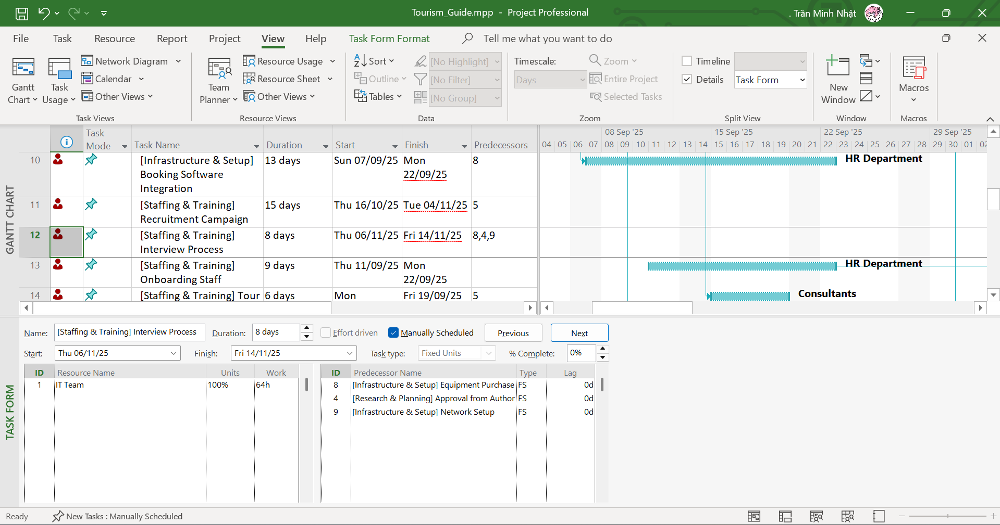 Tourism_Guide.mpp - Project Professional
. Trần Minh Nhật
File Task Resource Report Project View Help Task Form Format Tell me what you want to do
Gantt Chart
Task Usage
Network Diagram
Calendar
Other Views
Task Views
Team Planner
Resource Usage
Resource Sheet
Other Views
Resource Views
Sort
Outline
Tables
[No Highlight]
[No Filter]
[No Group]
Data
Timescale:
Days
Zoom
Entire Project
Selected Tasks
Zoom
Timeline
Details Task Form
Split View
New Window
Window
Macros
Macros
GANTT CHART
Task Mode Task Name Duration Start Finish Predecessors
10 [Infrastructure & Setup] Booking Software Integration 13 days Sun 07/09/25 Mon 22/09/25 8
11 [Staffing & Training] Recruitment Campaign 15 days Thu 16/10/25 Tue 04/11/25 5
12 [Staffing & Training] Interview Process 8 days Thu 06/11/25 Fri 14/11/25 8,4,9
13 [Staffing & Training] Onboarding Staff 9 days Thu 11/09/25 Mon 22/09/25
14 [Staffing & Training] Tour 6 days Mon Fri 19/09/25 5
08 Sep '25 15 Sep '25 22 Sep '25 29 Sep '25
04 05 06 07 08 09 10 11 12 13 14 15 16 17 18 19 20 21 22 23 24 25 26 27 28 29 30 01 02
HR Department
HR Department
Consultants
TASK FORM
Name: [Staffing & Training] Interview Process Duration: 8 days Effort driven Manually Scheduled Previous Next
Start: Thu 06/11/25 Finish: Fri 14/11/25 Task type: Fixed Units % Complete: 0%
ID Resource Name Units Work
1 IT Team 100% 64h
ID Predecessor Name Type Lag
8 [Infrastructure & Setup] Equipment Purchase FS 0d
4 [Research & Planning] Approval from Author FS 0d
9 [Infrastructure & Setup] Network Setup FS 0d
Ready New Tasks : Manually Scheduled